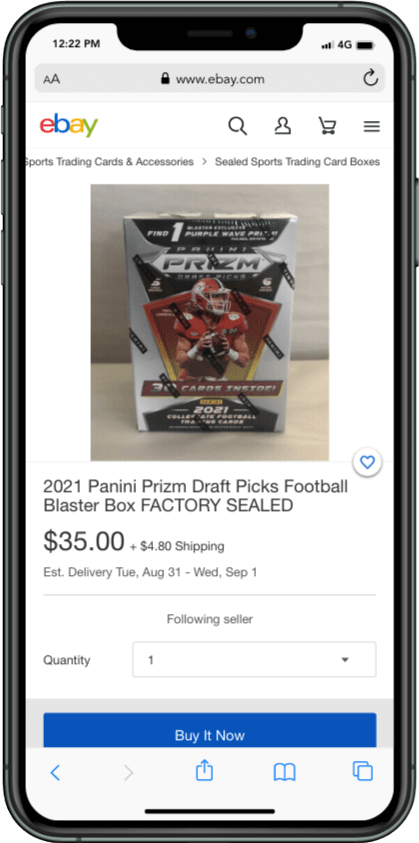 12:22 PM
4G
AA
www.ebay.com
ebay
Sports Trading Cards & Accessories > Sealed Sports Trading Card Boxes
BLASTER EXCLUSIVE
FIND 1 PURPLE WAVE PRIZM
PANINI
PRIZM
DRAFT PICKS
5
6
30 CARDS INSIDE!
2021
COLLEGIATE FOOTBALL
TRADING CARDS
2021 Panini Prizm Draft Picks Football
Blaster Box FACTORY SEALED
$35.00 + $4.80 Shipping
Est. Delivery Tue, Aug 31 - Wed, Sep 1
Following seller
Quantity
1
Buy It Now